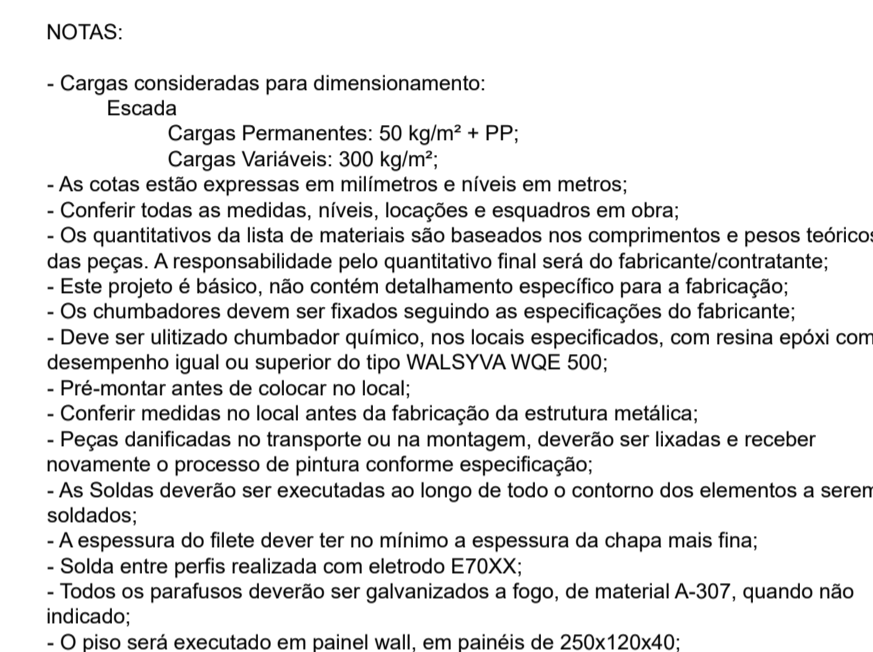 NOTAS:
- Cargas consideradas para dimensionamento:
Escada
Cargas Permanentes: 50 kg/m² + PP;
Cargas Variáveis: 300 kg/m²;
- As cotas estão expressas em milímetros e níveis em metros;
- Conferir todas as medidas, níveis, locações e esquadros em obra;
- Os quantitativos da lista de materiais são baseados nos comprimentos e pesos teóricos
das peças. A responsabilidade pelo quantitativo final será do fabricante/contratante;
- Este projeto é básico, não contém detalhamento específico para a fabricação;
- Os chumbadores devem ser fixados seguindo as especificações do fabricante;
- Deve ser ulitizado chumbador químico, nos locais especificados, com resina epóxi com
desempenho igual ou superior do tipo WALSYVA WQE 500;
- Pré-montar antes de colocar no local;
- Conferir medidas no local antes da fabricação da estrutura metálica;
- Peças danificadas no transporte ou na montagem, deverão ser lixadas e receber
novamente o processo de pintura conforme especificação;
- As Soldas deverão ser executadas ao longo de todo o contorno dos elementos a serem
soldados;
- A espessura do filete dever ter no mínimo a espessura da chapa mais fina;
- Solda entre perfis realizada com eletrodo E70XX;
- Todos os parafusos deverão ser galvanizados a fogo, de material A-307, quando não
indicado;
- O piso será executado em painel wall, em painéis de 250x120x40;